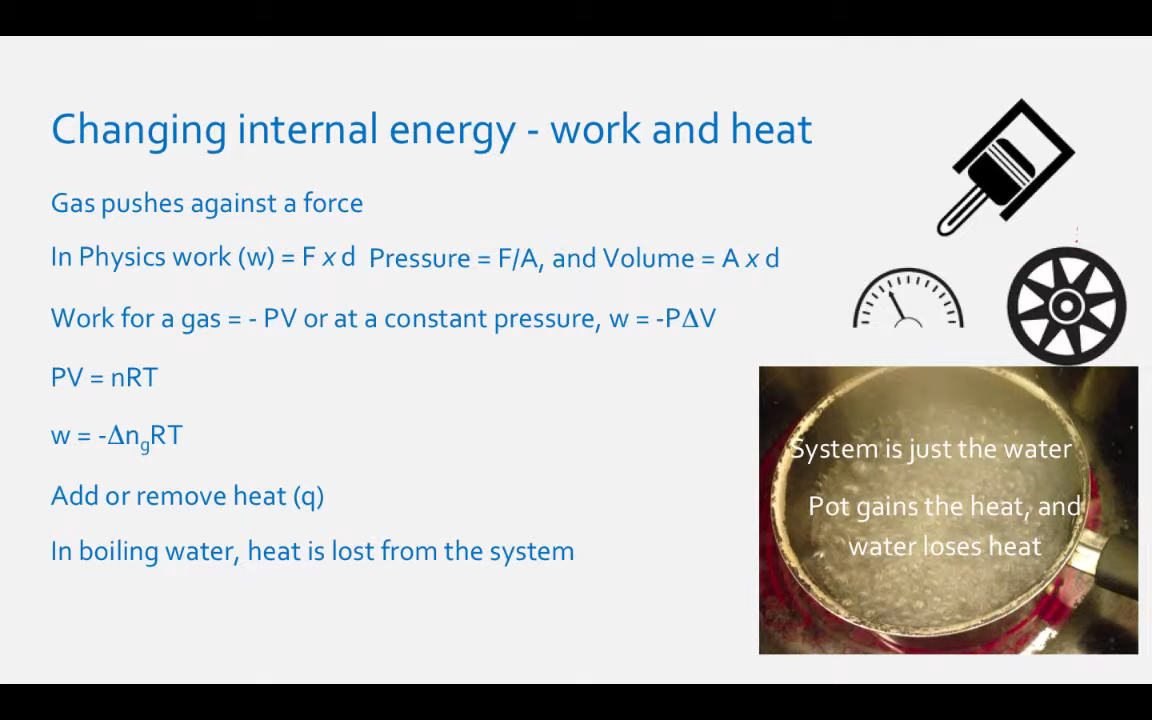 Changing internal energy - work and heat
Gas pushes against a force
In Physics work (w) = F x d Pressure = F/A, and Volume = A x d
Work for a gas = - PV or at a constant pressure, w = -PΔV
PV = nRT
w = -ΔngRT
Add or remove heat (q)
In boiling water, heat is lost from the system
System is just the water
Pot gains the heat, and
water loses heat